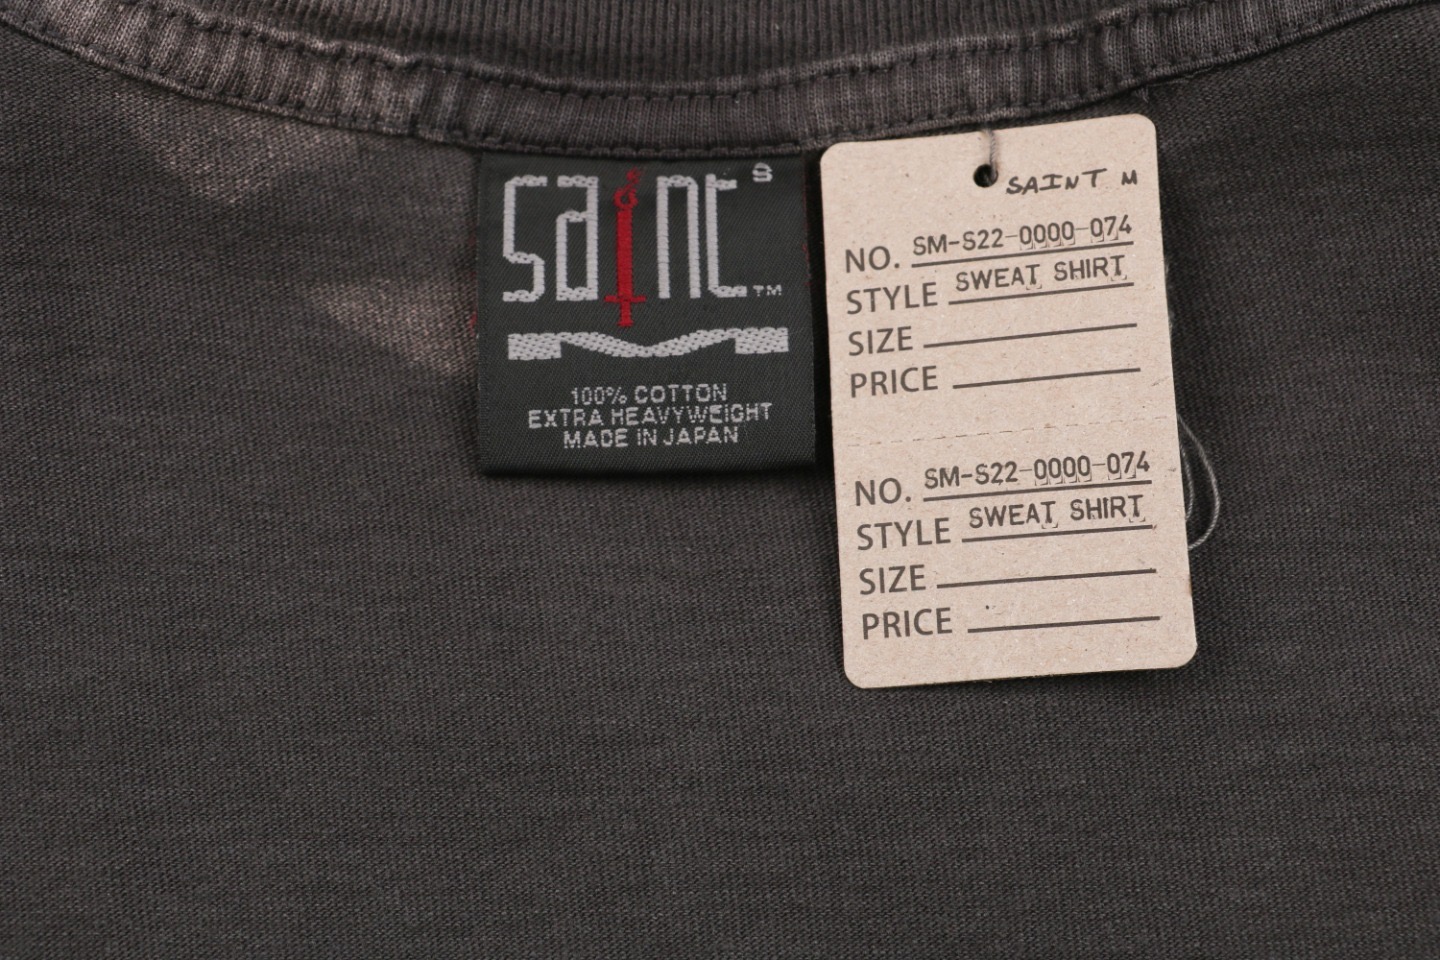 saint S
™
100% COTTON
EXTRA HEAVYWEIGHT
MADE IN JAPAN
SAINT M
NO. SM-S22-0000-074
STYLE SWEAT SHIRT
SIZE
PRICE
NO. SM-S22-0000-074
STYLE SWEAT SHIRT
SIZE
PRICE